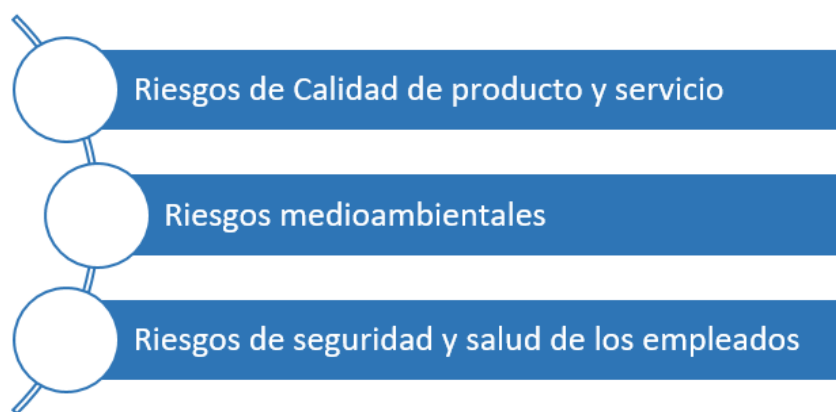 Riesgos de Calidad de producto y servicio
Riesgos medioambientales
Riesgos de seguridad y salud de los empleados